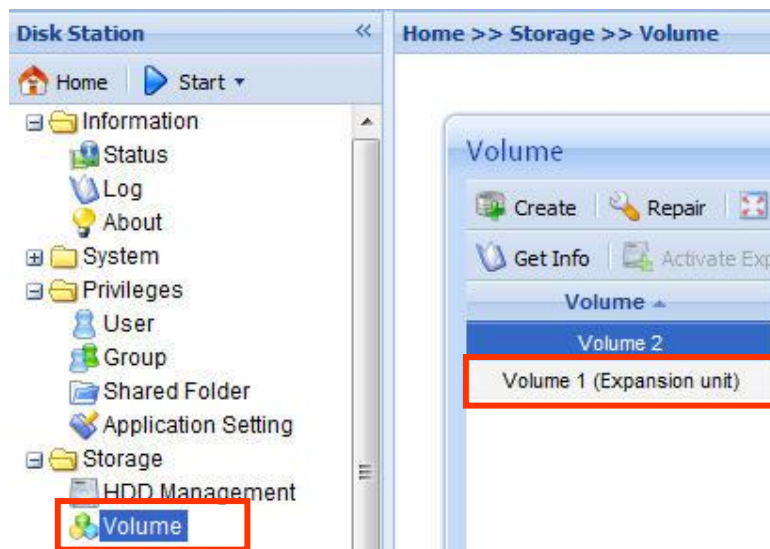 Disk Station
Home Start
Information
Status
Log
About
System
Privileges
User
Group
Shared Folder
Application Setting
Storage
HDD Management
Volume
Home >> Storage >> Volume
Volume
Create Repair
Get Info Activate Exp
Volume
Volume 2
Volume 1 (Expansion unit)